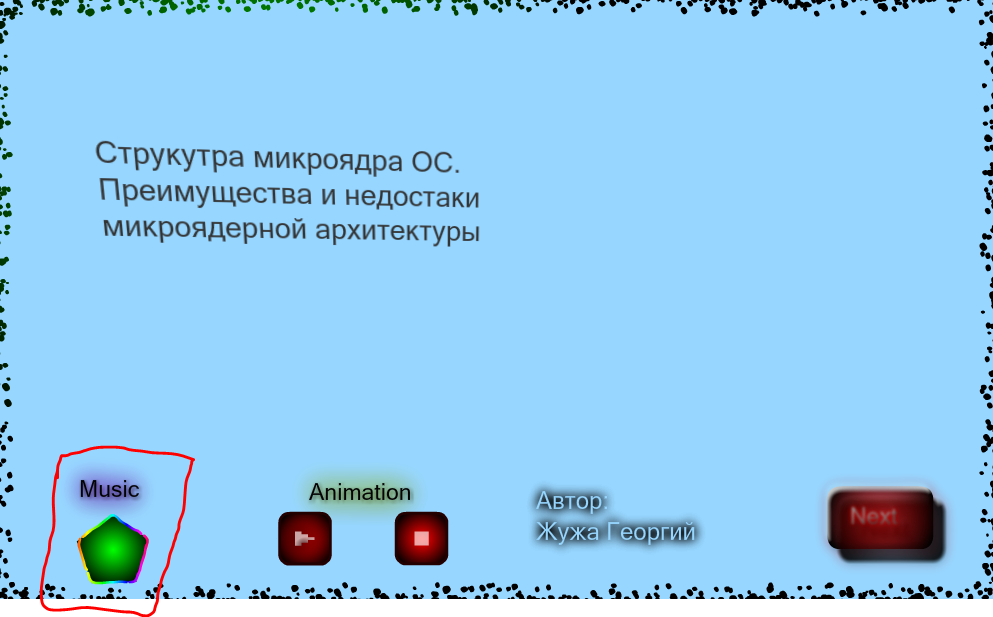 Струкутра микроядра ОС.
Преимущества и недостаки
микроядерной архитектуры
Music
Animation
Автор:
Жужа Георгий
Next